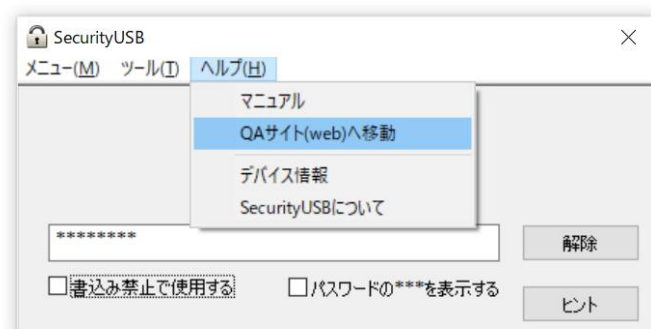 SecurityUSB
メニュー(M) ツール(T) ヘルプ(H)
マニュアル
QAサイト(web)へ移動
デバイス情報
SecurityUSBについて
******** 解除
書込み禁止で使用する パスワードの***を表示する
ヒント